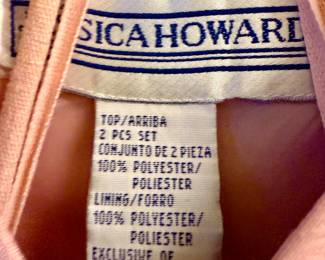 SICAHOWARD
TOP/ARRIBA
2 PCS SET
CONJUNTO DE 2 PIEZA
100% POLYESTER/
POLIESTER
LINING/FORRO
100% POLYESTER/
POLIESTER
EXCLUSIVE OF